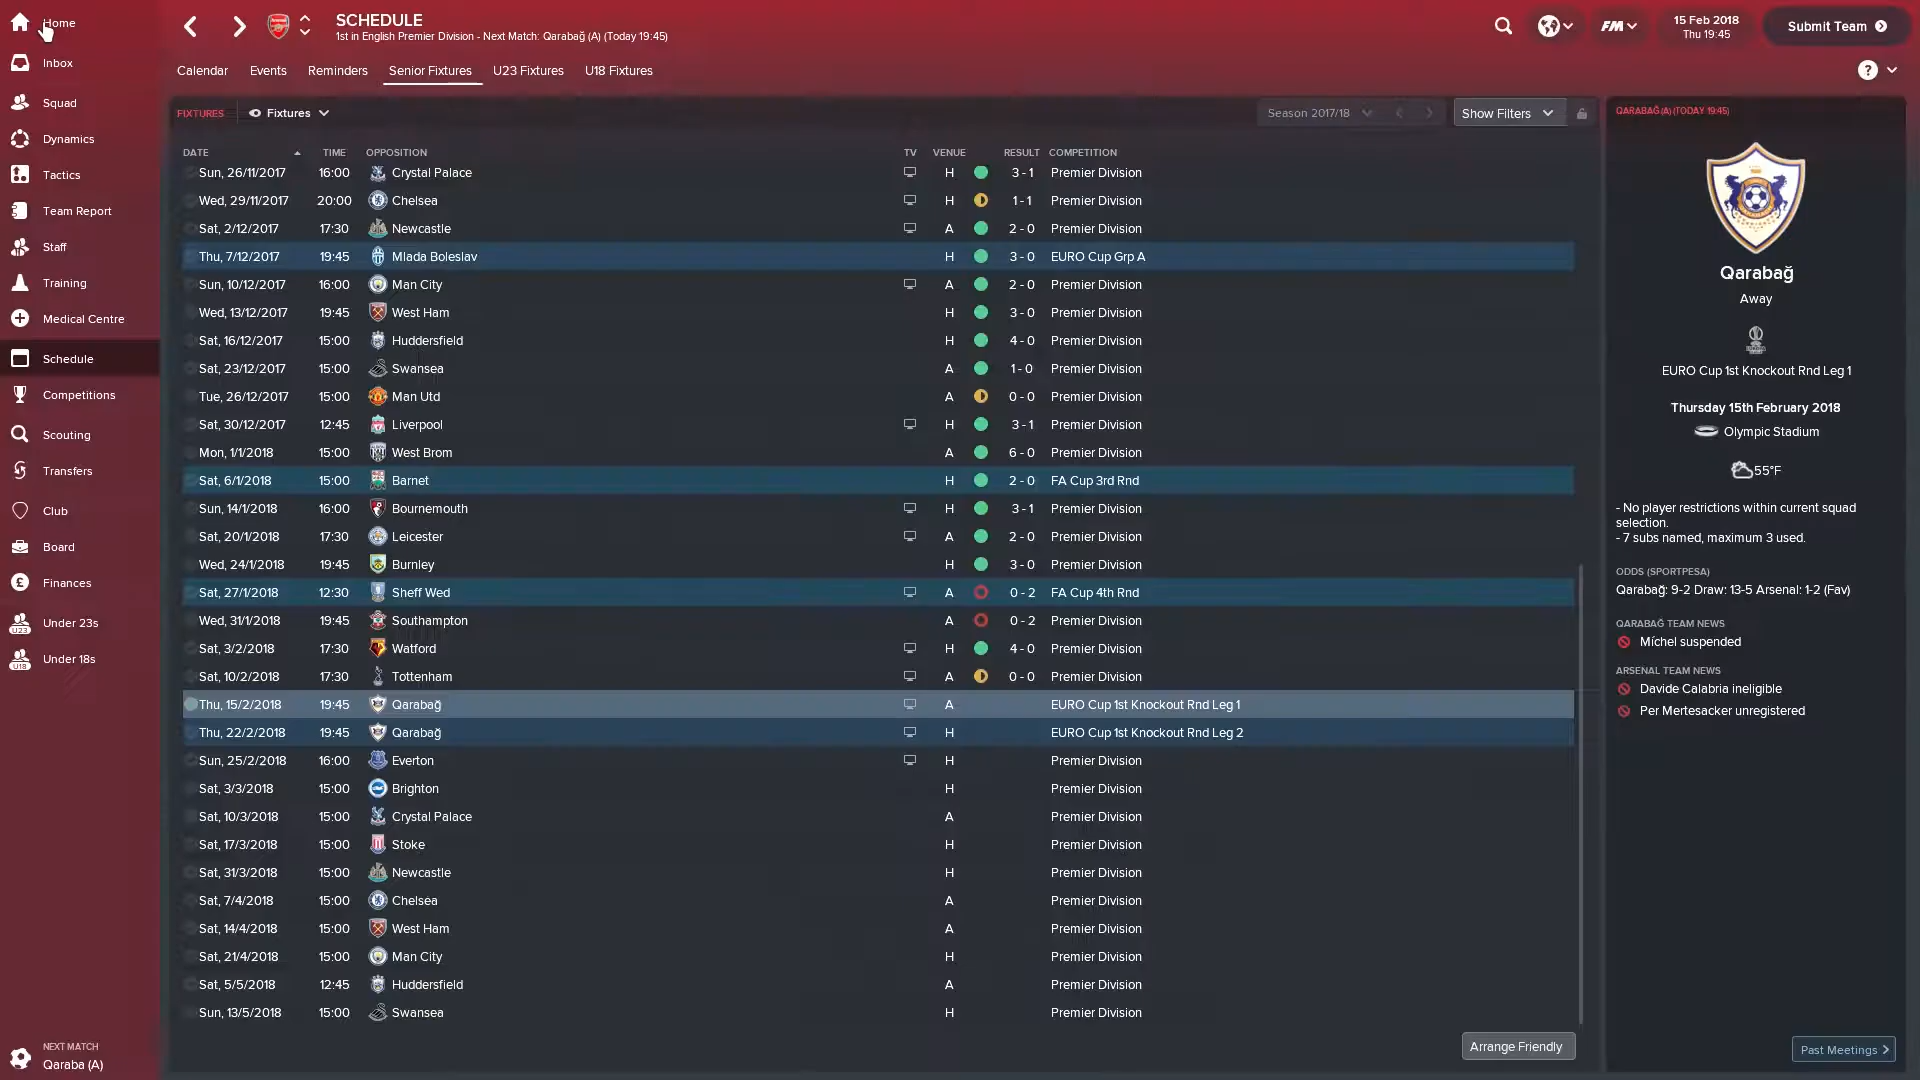 Home
Inbox
Squad
Dynamics
Tactics
Team Report
Staff
Training
Medical Centre
Schedule
Competitions
Scouting
Transfers
Club
Board
Finances
U23 Under 23s
U18 Under 18s
NEXT MATCH
Qaraba (A)
SCHEDULE
1st in English Premier Division - Next Match: Qarabağ (A) (Today 19:45)
FM
15 Feb 2018
Thu 19:45
Submit Team
Calendar Events Reminders Senior Fixtures U23 Fixtures U18 Fixtures
?
FIXTURES Fixtures Season 2017/18 Show Filters
DATE TIME OPPOSITION TV VENUE RESULT COMPETITION
Sun, 26/11/2017 16:00 Crystal Palace H 3 - 1 Premier Division
Wed, 29/11/2017 20:00 Chelsea H 1 - 1 Premier Division
Sat, 2/12/2017 17:30 Newcastle A 2 - 0 Premier Division
Thu, 7/12/2017 19:45 Mlada Boleslav H 3 - 0 EURO Cup Grp A
Sun, 10/12/2017 16:00 Man City A 2 - 0 Premier Division
Wed, 13/12/2017 19:45 West Ham H 3 - 0 Premier Division
Sat, 16/12/2017 15:00 Huddersfield H 4 - 0 Premier Division
Sat, 23/12/2017 15:00 Swansea A 1 - 0 Premier Division
Tue, 26/12/2017 15:00 Man Utd A 0 - 0 Premier Division
Sat, 30/12/2017 12:45 Liverpool H 3 - 1 Premier Division
Mon, 1/1/2018 15:00 West Brom A 6 - 0 Premier Division
Sat, 6/1/2018 15:00 Barnet H 2 - 0 FA Cup 3rd Rnd
Sun, 14/1/2018 16:00 Bournemouth H 3 - 1 Premier Division
Sat, 20/1/2018 17:30 Leicester A 2 - 0 Premier Division
Wed, 24/1/2018 19:45 Burnley H 3 - 0 Premier Division
Sat, 27/1/2018 12:30 Sheff Wed A 0 - 2 FA Cup 4th Rnd
Wed, 31/1/2018 19:45 Southampton A 0 - 2 Premier Division
Sat, 3/2/2018 17:30 Watford H 4 - 0 Premier Division
Sat, 10/2/2018 17:30 Tottenham A 0 - 0 Premier Division
Thu, 15/2/2018 19:45 Qarabağ A EURO Cup 1st Knockout Rnd Leg 1
Thu, 22/2/2018 19:45 Qarabağ H EURO Cup 1st Knockout Rnd Leg 2
Sun, 25/2/2018 16:00 Everton H Premier Division
Sat, 3/3/2018 15:00 Brighton H Premier Division
Sat, 10/3/2018 15:00 Crystal Palace A Premier Division
Sat, 17/3/2018 15:00 Stoke H Premier Division
Sat, 31/3/2018 15:00 Newcastle H Premier Division
Sat, 7/4/2018 15:00 Chelsea A Premier Division
Sat, 14/4/2018 15:00 West Ham A Premier Division
Sat, 21/4/2018 15:00 Man City H Premier Division
Sat, 5/5/2018 12:45 Huddersfield A Premier Division
Sun, 13/5/2018 15:00 Swansea H Premier Division
Arrange Friendly
QARABAĞ (A) (TODAY 19:45)
Qarabağ
Away
EURO Cup 1st Knockout Rnd Leg 1
Thursday 15th February 2018
Olympic Stadium
55°F
- No player restrictions within current squad
selection.
- 7 subs named, maximum 3 used.
ODDS (SPORTPESA)
Qarabağ: 9-2 Draw: 13-5 Arsenal: 1-2 (Fav)
QARABAĞ TEAM NEWS
Míchel suspended
ARSENAL TEAM NEWS
Davide Calabria ineligible
Per Mertesacker unregistered
Past Meetings